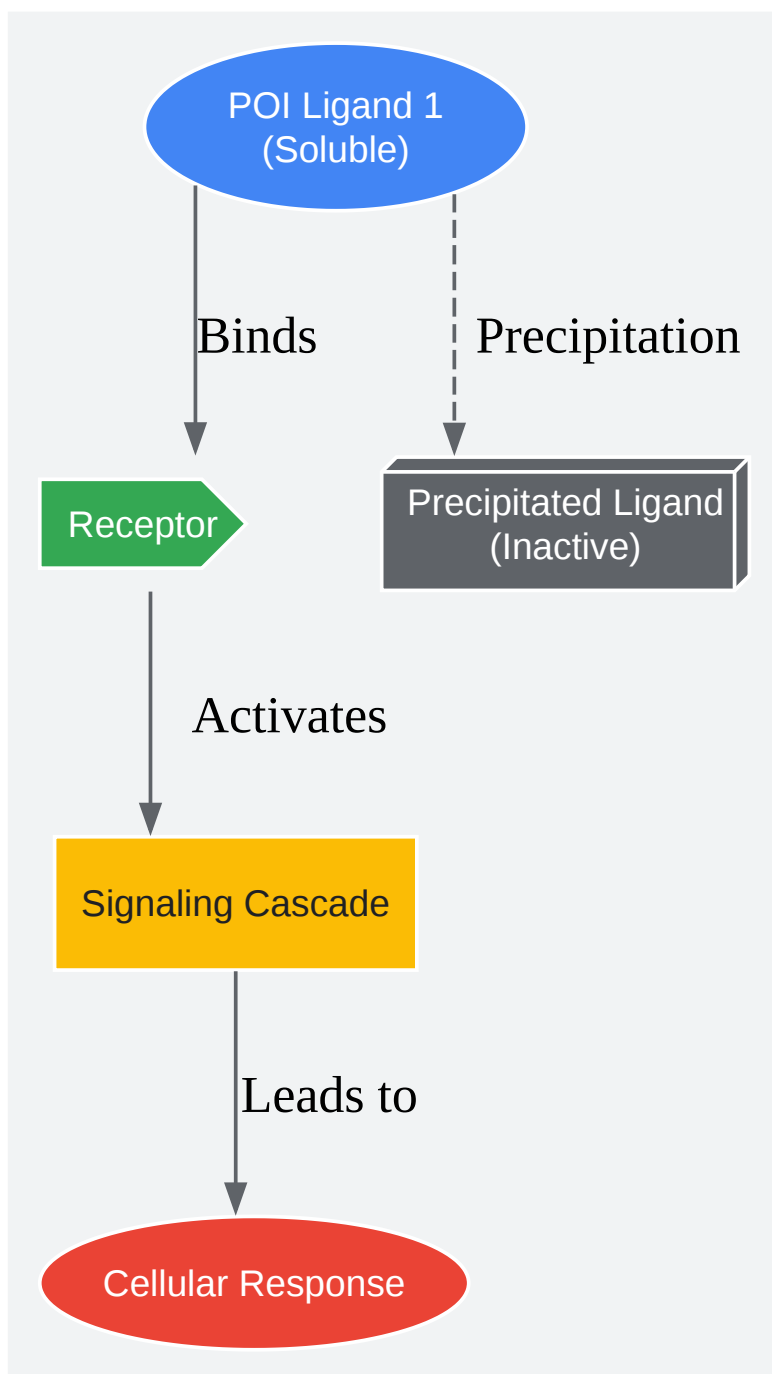 POI Ligand 1
(Soluble)
Binds
Precipitation
Receptor
Precipitated Ligand
(Inactive)
Activates
Signaling Cascade
Leads to
Cellular Response